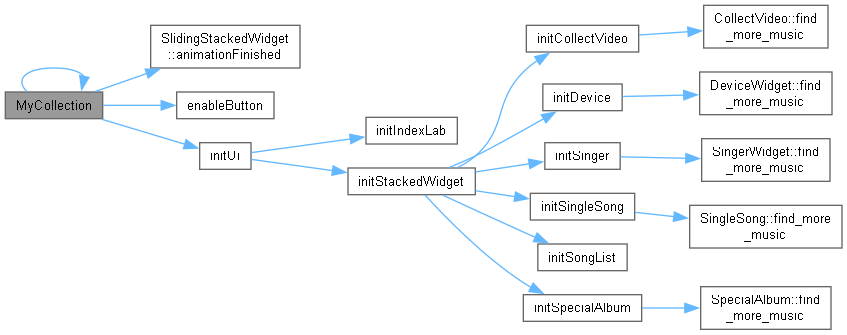 MyCollection
SlidingStackedWidget
::animationFinished
enableButton
initUi
initIndexLab
initStackedWidget
initCollectVideo
initDevice
initSinger
initSingleSong
initSongList
initSpecialAlbum
CollectVideo::find
_more_music
DeviceWidget::find
_more_music
SingerWidget::find
_more_music
SingleSong::find_more
_music
SpecialAlbum::find
_more_music